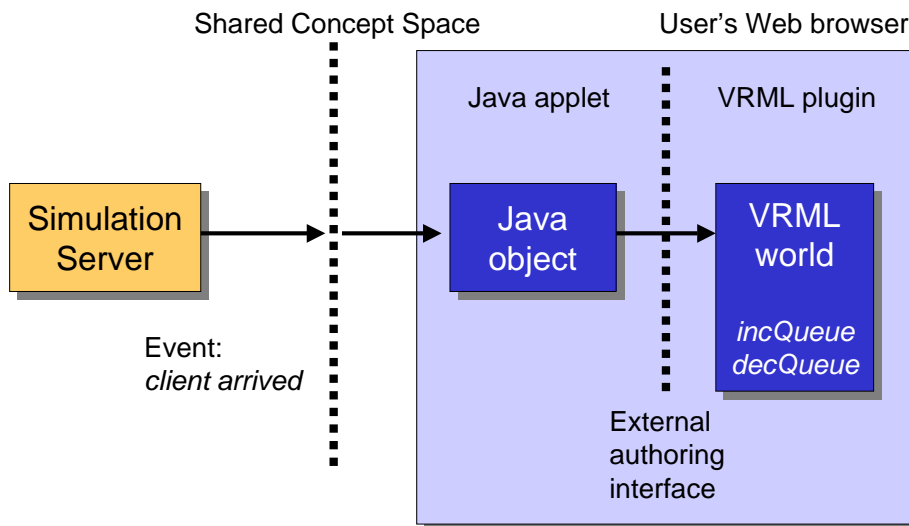 Shared Concept Space
User's Web browser
Java applet
VRML plugin
Simulation
Server
Java
object
VRML
world
incQueue
decQueue
Event:
client arrived
External
authoring
interface